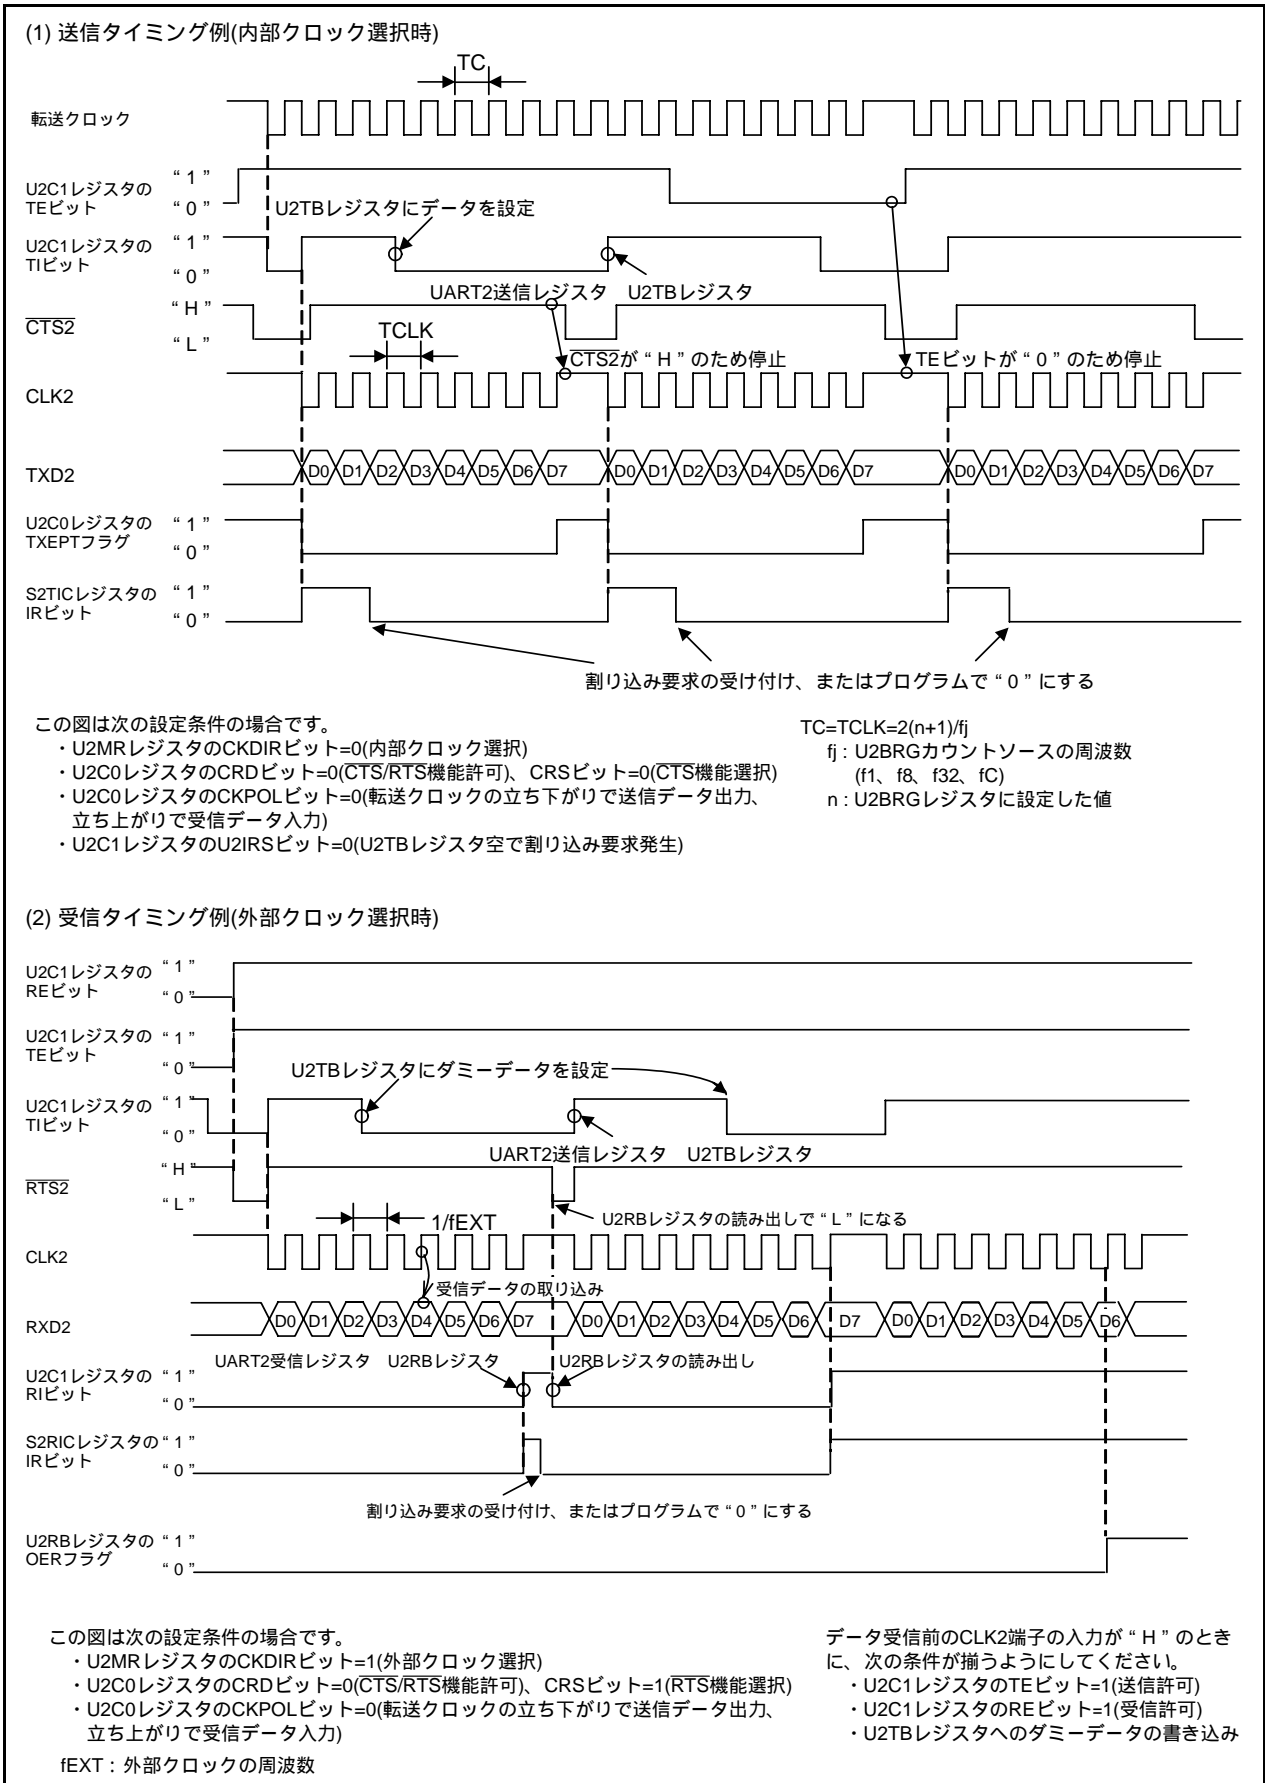 (1) 送信タイミング例(内部クロック選択時)
TC
転送クロック
U2C1レジスタの
TEビット
“ 1 ”
“ 0 ”
U2TBレジスタにデータを設定
U2C1レジスタの
TIビット
“ 1 ”
“ 0 ”
UART2送信レジスタ U2TBレジスタ
CTS2
“ H ”
“ L ”
TCLK
CTS2が “ H ” のため停止
TEビットが “ 0 ” のため停止
CLK2
TXD2
D0 D1 D2 D3 D4 D5 D6 D7 D0 D1 D2 D3 D4 D5 D6 D7 D0 D1 D2 D3 D4 D5 D6 D7
U2C0レジスタの
TXEPTフラグ
“ 1 ”
“ 0 ”
S2TICレジスタの
IRビット
“ 1 ”
“ 0 ”
割り込み要求の受け付け、またはプログラムで “ 0 ” にする
この図は次の設定条件の場合です。
・U2MRレジスタのCKDIRビット=0(内部クロック選択)
・U2C0レジスタのCRDビット=0(CTS/RTS機能許可)、CRSビット=0(CTS機能選択)
・U2C0レジスタのCKPOLビット=0(転送クロックの立ち下がりで送信データ出力、
立ち上がりで受信データ入力)
・U2C1レジスタのU2IRSビット=0(U2TBレジスタ空で割り込み要求発生)
TC=TCLK=2(n+1)/fj
fj : U2BRGカウントソースの周波数
(f1、f8、f32、fC)
n : U2BRGレジスタに設定した値
(2) 受信タイミング例(外部クロック選択時)
U2C1レジスタの
REビット
“ 1 ”
“ 0 ”
U2C1レジスタの
TEビット
“ 1 ”
“ 0 ”
U2TBレジスタにダミーデータを設定
U2C1レジスタの
TIビット
“ 1 ”
“ 0 ”
UART2送信レジスタ U2TBレジスタ
RTS2
“ H ”
“ L ”
1/fEXT
U2RBレジスタの読み出しで “ L ” になる
CLK2
受信データの取り込み
RXD2
D0 D1 D2 D3 D4 D5 D6 D7 D0 D1 D2 D3 D4 D5 D6 D7 D0 D1 D2 D3 D4 D5 D6
UART2受信レジスタ U2RBレジスタ
U2RBレジスタの読み出し
U2C1レジスタの
RIビット
“ 1 ”
“ 0 ”
S2RICレジスタの
IRビット
“ 1 ”
“ 0 ”
割り込み要求の受け付け、またはプログラムで “ 0 ” にする
U2RBレジスタの
OERフラグ
“ 1 ”
“ 0 ”
この図は次の設定条件の場合です。
・U2MRレジスタのCKDIRビット=1(外部クロック選択)
・U2C0レジスタのCRDビット=0(CTS/RTS機能許可)、CRSビット=1(RTS機能選択)
・U2C0レジスタのCKPOLビット=0(転送クロックの立ち下がりで送信データ出力、
立ち上がりで受信データ入力)
fEXT : 外部クロックの周波数
データ受信前のCLK2端子の入力が “ H ” のとき
に、次の条件が揃うようにしてください。
・U2C1レジスタのTEビット=1(送信許可)
・U2C1レジスタのREビット=1(受信許可)
・U2TBレジスタへのダミーデータの書き込み